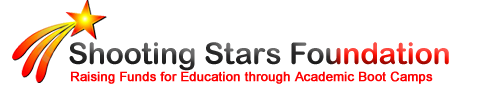 Shooting Stars Foundation
Raising Funds for Education through Academic Boot Camps